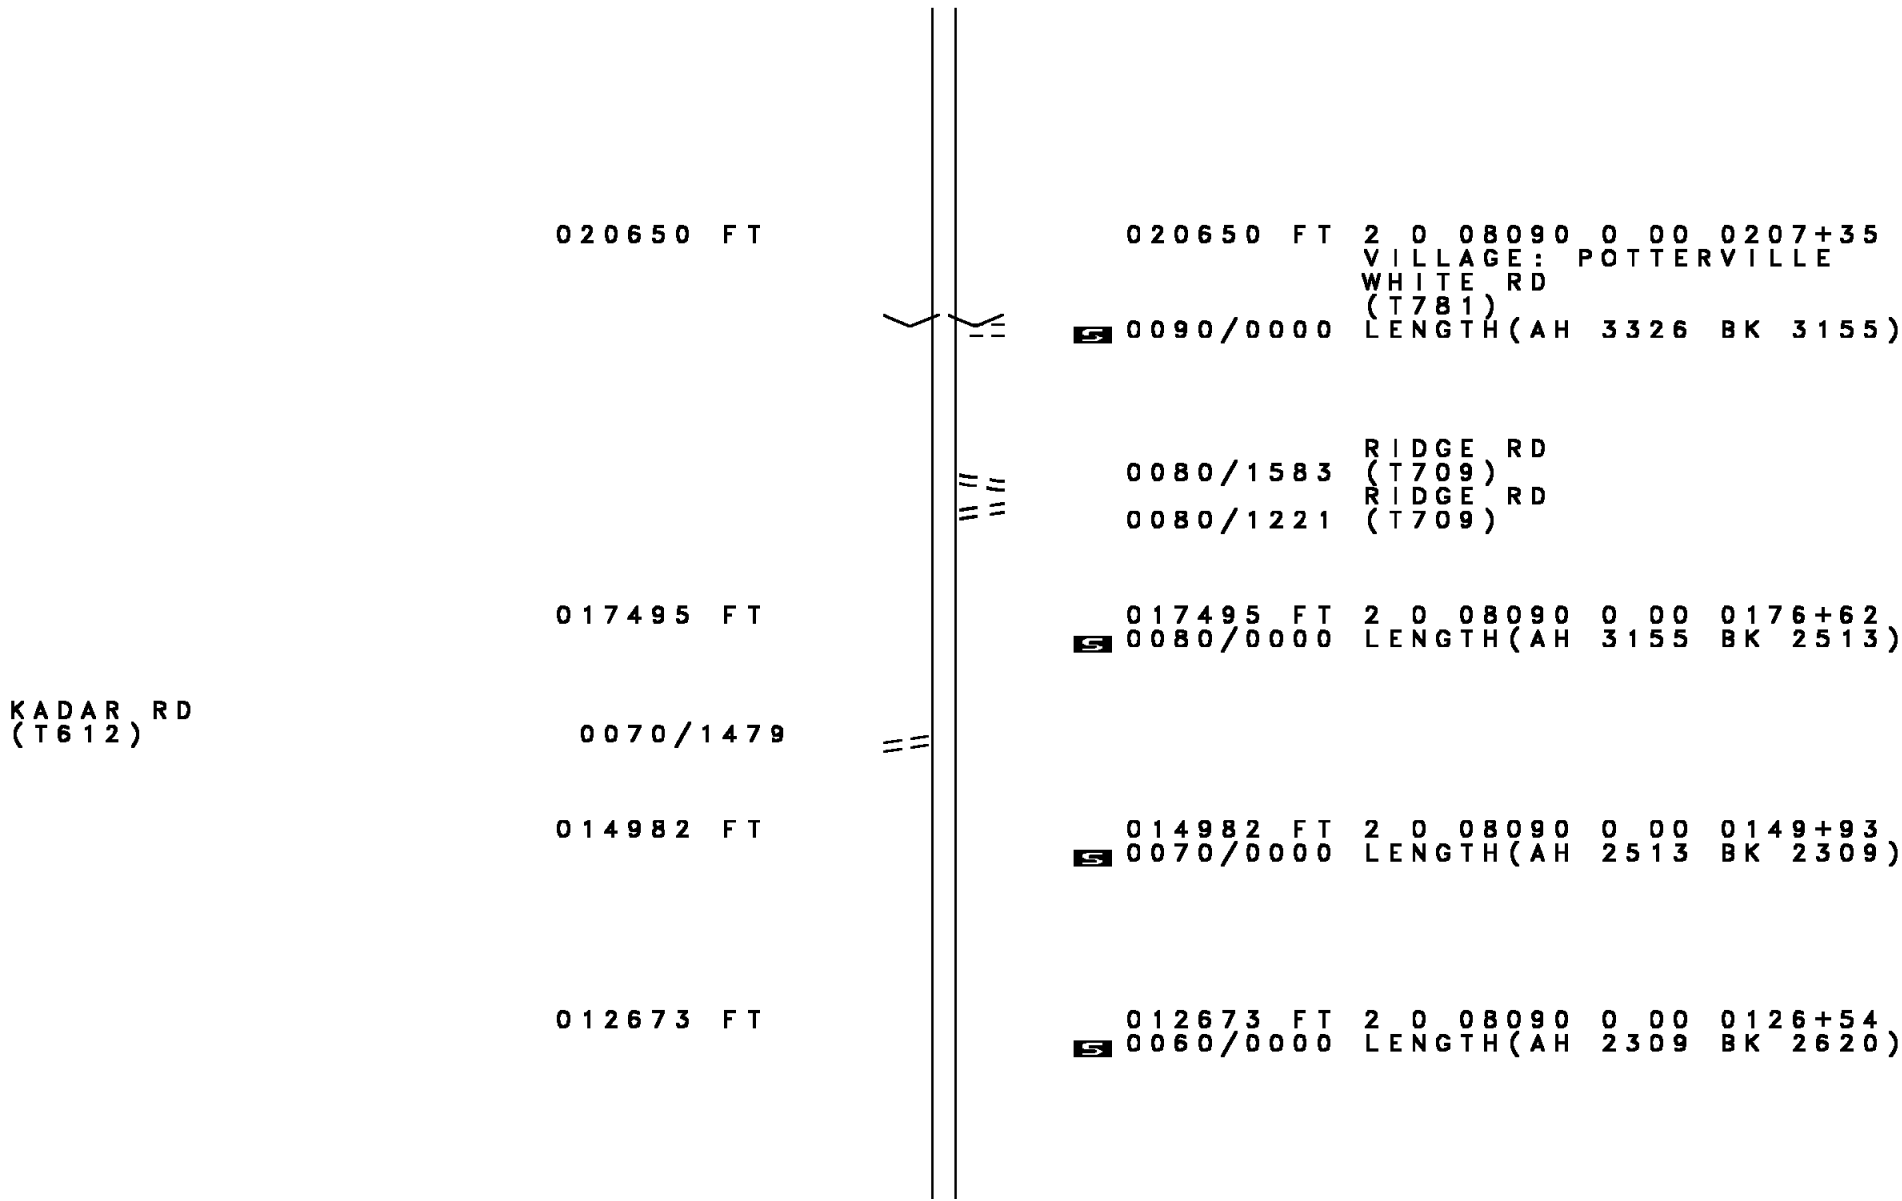 020650 FT 020650 FT 2 0 08090 0 00 0207+35
VILLAGE: POTTERVILLE
WHITE RD
(T781)
S 0090/0000 LENGTH(AH 3326 BK 3155)
RIDGE RD
0080/1583 (T709)
RIDGE RD
0080/1221 (T709)
017495 FT 017495 FT 2 0 08090 0 00 0176+62
S 0080/0000 LENGTH(AH 3155 BK 2513)
KADAR RD
(T612) 0070/1479
014982 FT 014982 FT 2 0 08090 0 00 0149+93
S 0070/0000 LENGTH(AH 2513 BK 2309)
012673 FT 012673 FT 2 0 08090 0 00 0126+54
S 0060/0000 LENGTH(AH 2309 BK 2620)